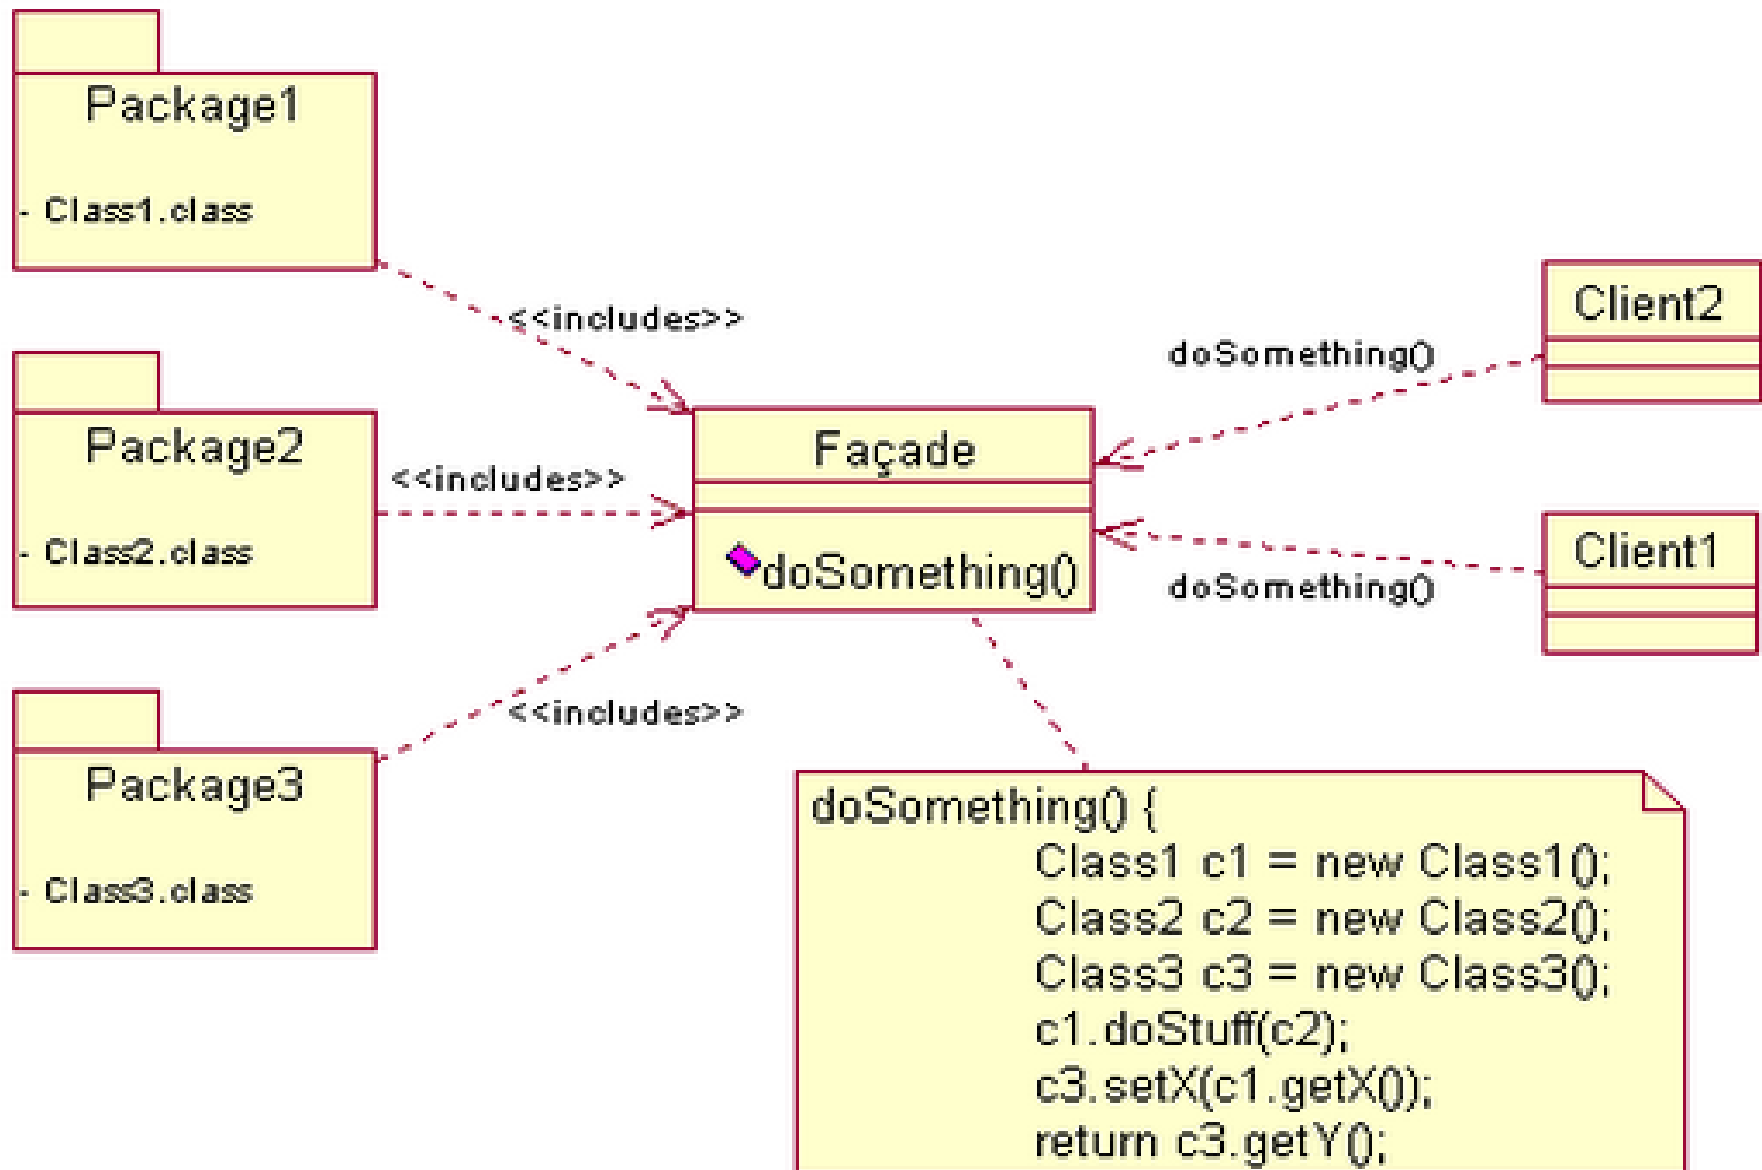 Package1
- Class1.class
<<includes>>
Client2
doSomething()
Package2
- Class2.class
<<includes>>
Façade
doSomething()
Client1
doSomething()
Package3
- Class3.class
<<includes>>
doSomething() {
Class1 c1 = new Class1();
Class2 c2 = new Class2();
Class3 c3 = new Class3();
c1.doStuff(c2);
c3.setX(c1.getX());
return c3.getY();